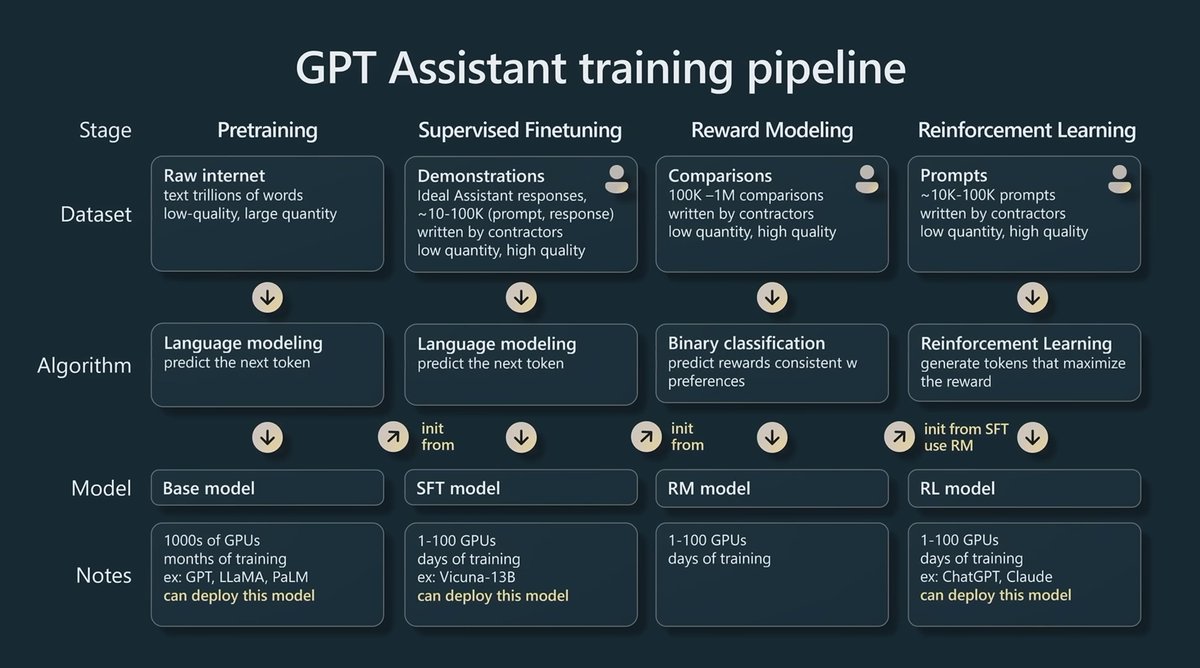 GPT Assistant training pipeline
Stage
Pretraining
Supervised Finetuning
Reward Modeling
Reinforcement Learning
Dataset
Raw internet
text trillions of words
low-quality, large quantity
Demonstrations
Ideal Assistant responses,
~10-100K (prompt, response)
written by contractors
low quantity, high quality
Comparisons
100K –1M comparisons
written by contractors
low quantity, high quality
Prompts
~10K-100K prompts
written by contractors
low quantity, high quality
Algorithm
Language modeling
predict the next token
Language modeling
predict the next token
Binary classification
predict rewards consistent w
preferences
Reinforcement Learning
generate tokens that maximize
the reward
init
from
init
from
init from SFT
use RM
Model
Base model
SFT model
RM model
RL model
Notes
1000s of GPUs
months of training
ex: GPT, LLaMA, PaLM
can deploy this model
1-100 GPUs
days of training
ex: Vicuna-13B
can deploy this model
1-100 GPUs
days of training
1-100 GPUs
days of training
ex: ChatGPT, Claude
can deploy this model